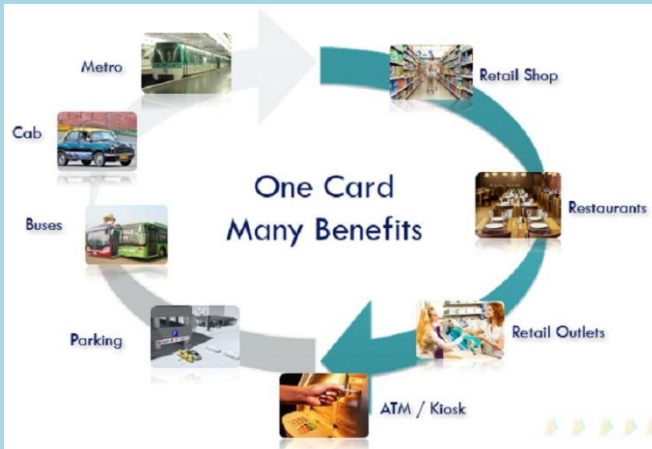 Metro
Retail Shop
Cab
One Card
Many Benefits
Restaurants
Buses
Parking
Retail Outlets
ATM / Kiosk